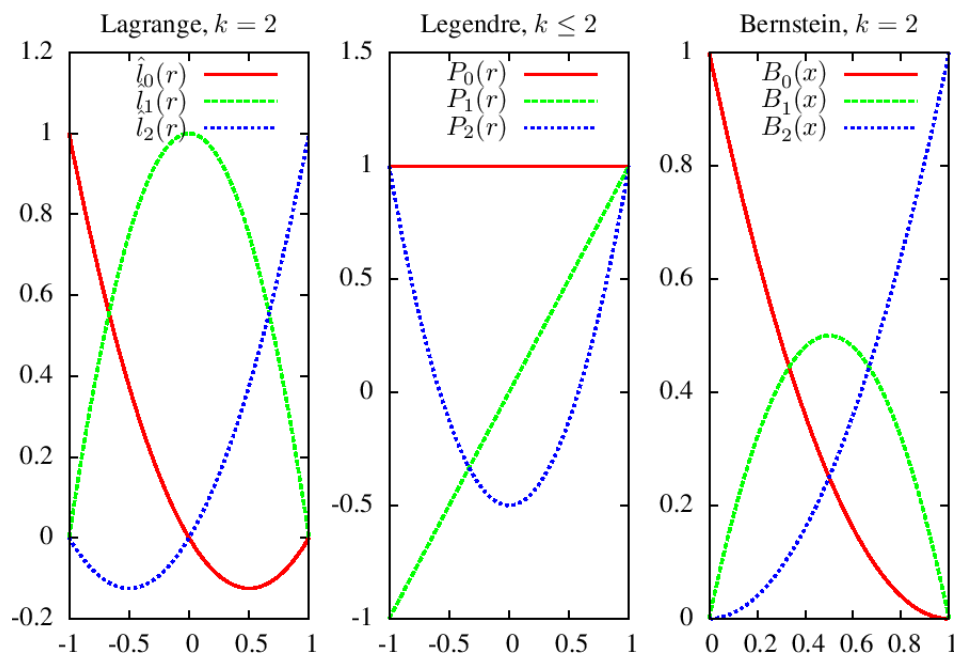 Lagrange, k = 2
1.2
l̂₀(r)
l̂₁(r)
l̂₂(r)
1
0.8
0.6
0.4
0.2
0
-0.2
-1 -0.5 0 0.5 1
Legendre, k ≤ 2
1.5
P₀(r)
P₁(r)
P₂(r)
1
0.5
0
-0.5
-1
-1 -0.5 0 0.5 1
Bernstein, k = 2
1
B₀(x)
B₁(x)
B₂(x)
0.8
0.6
0.4
0.2
0
0 0.2 0.4 0.6 0.8 1